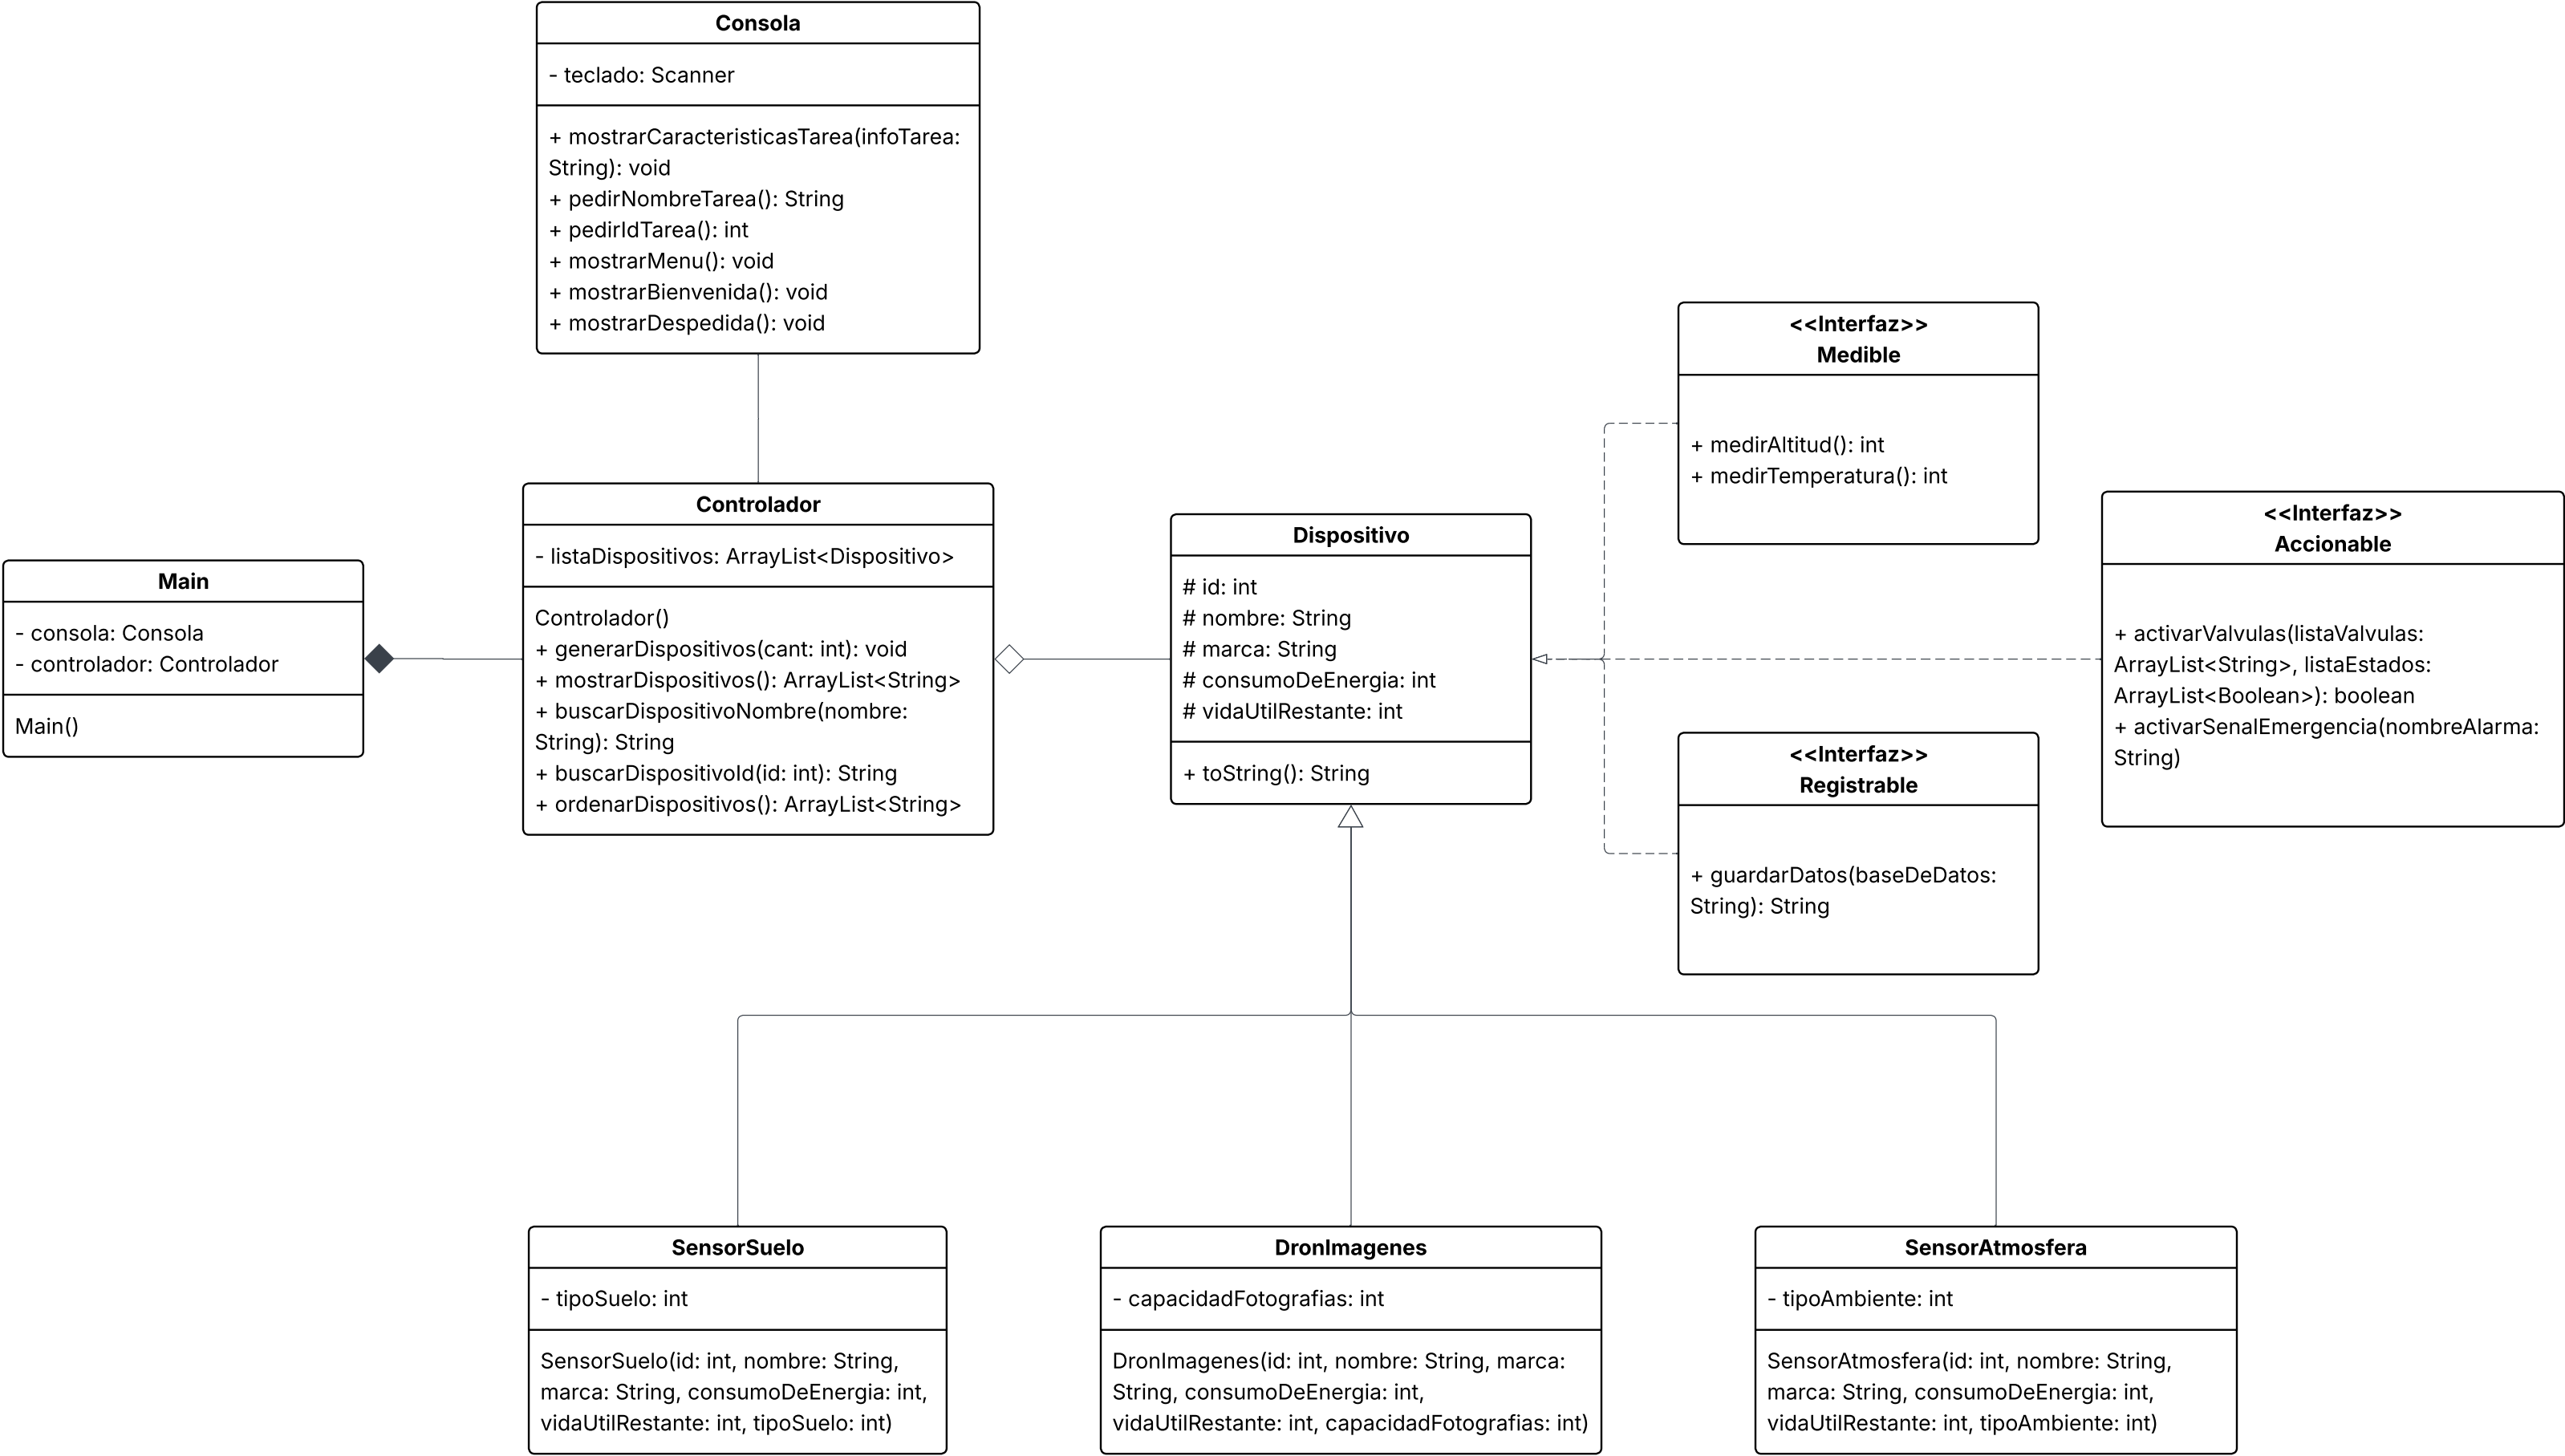 Consola
- teclado: Scanner
+ mostrarCaracteristicasTarea(infoTarea:
String): void
+ pedirNombreTarea(): String
+ pedirIdTarea(): int
+ mostrarMenu(): void
+ mostrarBienvenida(): void
+ mostrarDespedida(): void
<<Interfaz>>
Medible
+ medirAltitud(): int
+ medirTemperatura(): int
Main
- consola: Consola
- controlador: Controlador
Main()
Controlador
- listaDispositivos: ArrayList<Dispositivo>
Controlador()
+ generarDispositivos(cant: int): void
+ mostrarDispositivos(): ArrayList<String>
+ buscarDispositivoNombre(nombre:
String): String
+ buscarDispositivoId(id: int): String
+ ordenarDispositivos(): ArrayList<String>
Dispositivo
# id: int
# nombre: String
# marca: String
# consumoDeEnergia: int
# vidaUtilRestante: int
+ toString(): String
<<Interfaz>>
Accionable
+ activarValvulas(listaValvulas:
ArrayList<String>, listaEstados:
ArrayList<Boolean>): boolean
+ activarSenalEmergencia(nombreAlarma:
String)
<<Interfaz>>
Registrable
+ guardarDatos(baseDeDatos:
String): String
SensorSuelo
- tipoSuelo: int
SensorSuelo(id: int, nombre: String,
marca: String, consumoDeEnergia: int,
vidaUtilRestante: int, tipoSuelo: int)
DronImagenes
- capacidadFotografias: int
DronImagenes(id: int, nombre: String, marca:
String, consumoDeEnergia: int,
vidaUtilRestante: int, capacidadFotografias: int)
SensorAtmosfera
- tipoAmbiente: int
SensorAtmosfera(id: int, nombre: String,
marca: String, consumoDeEnergia: int,
vidaUtilRestante: int, tipoAmbiente: int)